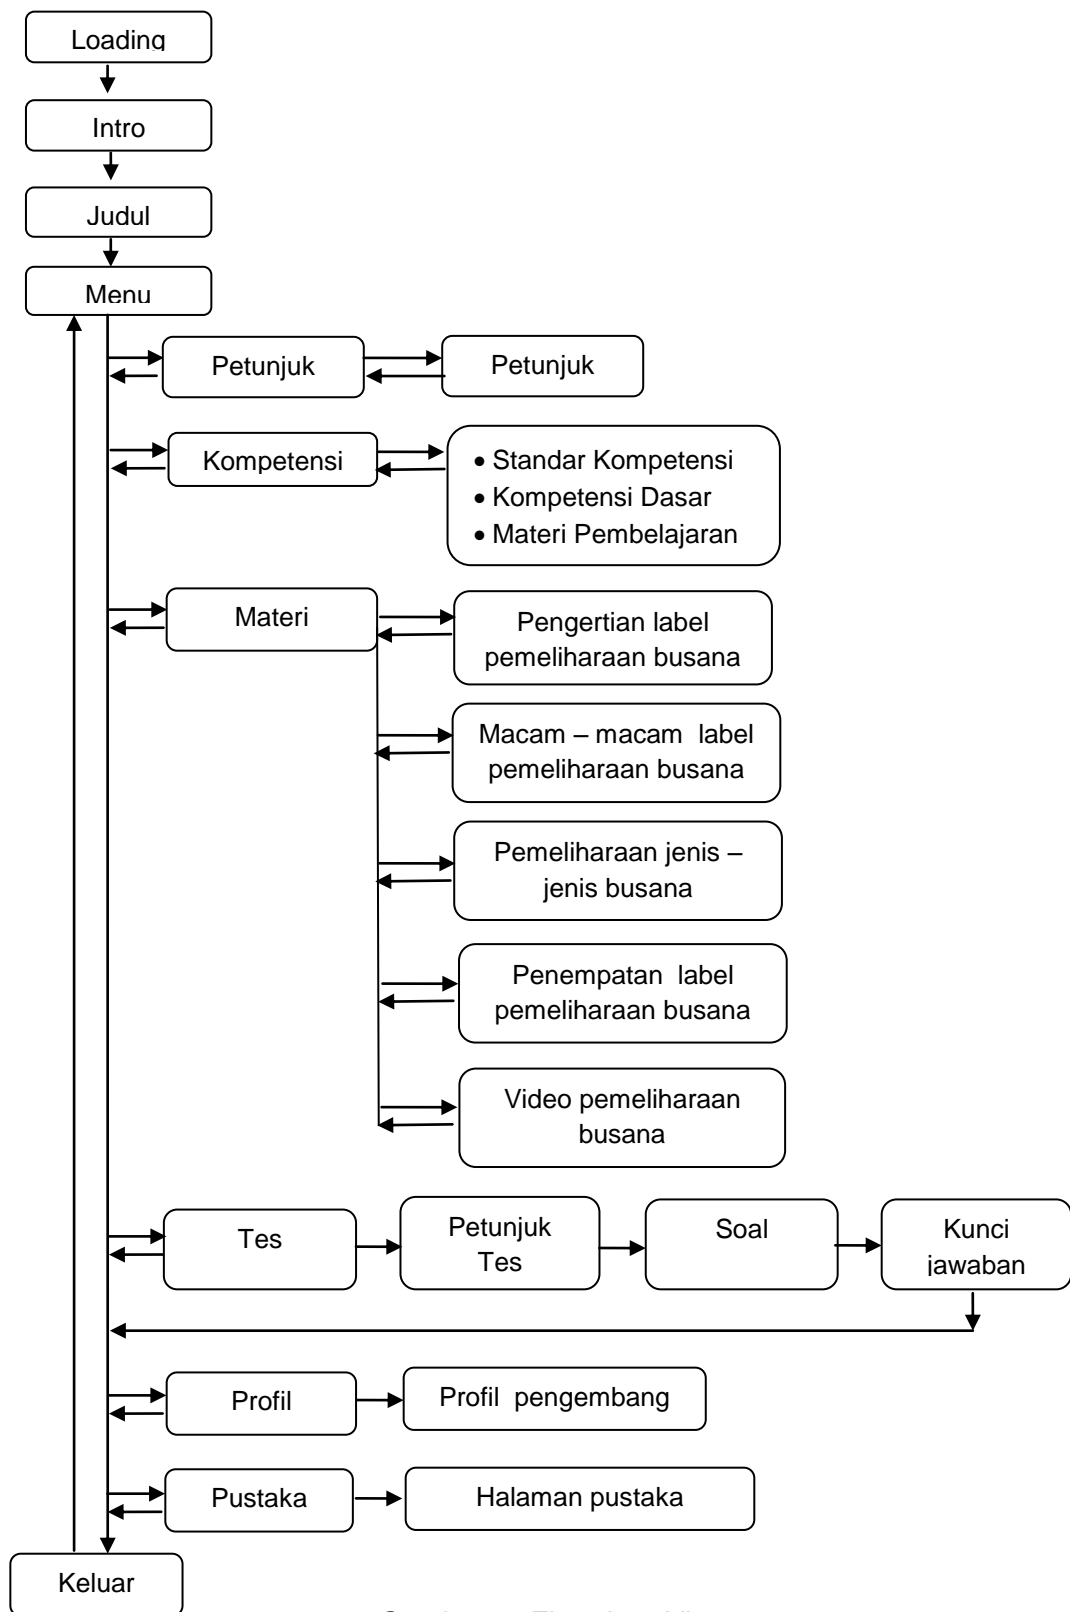 Loading
Intro
Judul
Menu
Petunjuk
Petunjuk
Kompetensi
• Standar Kompetensi
• Kompetensi Dasar
• Materi Pembelajaran
Materi
Pengertian label
pemeliharaan busana
Macam – macam label
pemeliharaan busana
Pemeliharaan jenis –
jenis busana
Penempatan label
pemeliharaan busana
Video pemeliharaan
busana
Tes
Petunjuk
Tes
Soal
Kunci
jawaban
Profil
Profil pengembang
Pustaka
Halaman pustaka
Keluar